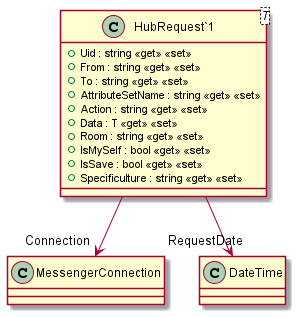 C HubRequest`1
T
Uid : string «get» «set»
From : string «get» «set»
To : string «get» «set»
AttributeSetName : string «get» «set»
Action : string «get» «set»
Data : T «get» «set»
Room : string «get» «set»
IsMySelf : bool «get» «set»
IsSave : bool «get» «set»
Specificulture : string «get» «set»
Connection
RequestDate
C MessengerConnection
C DateTime